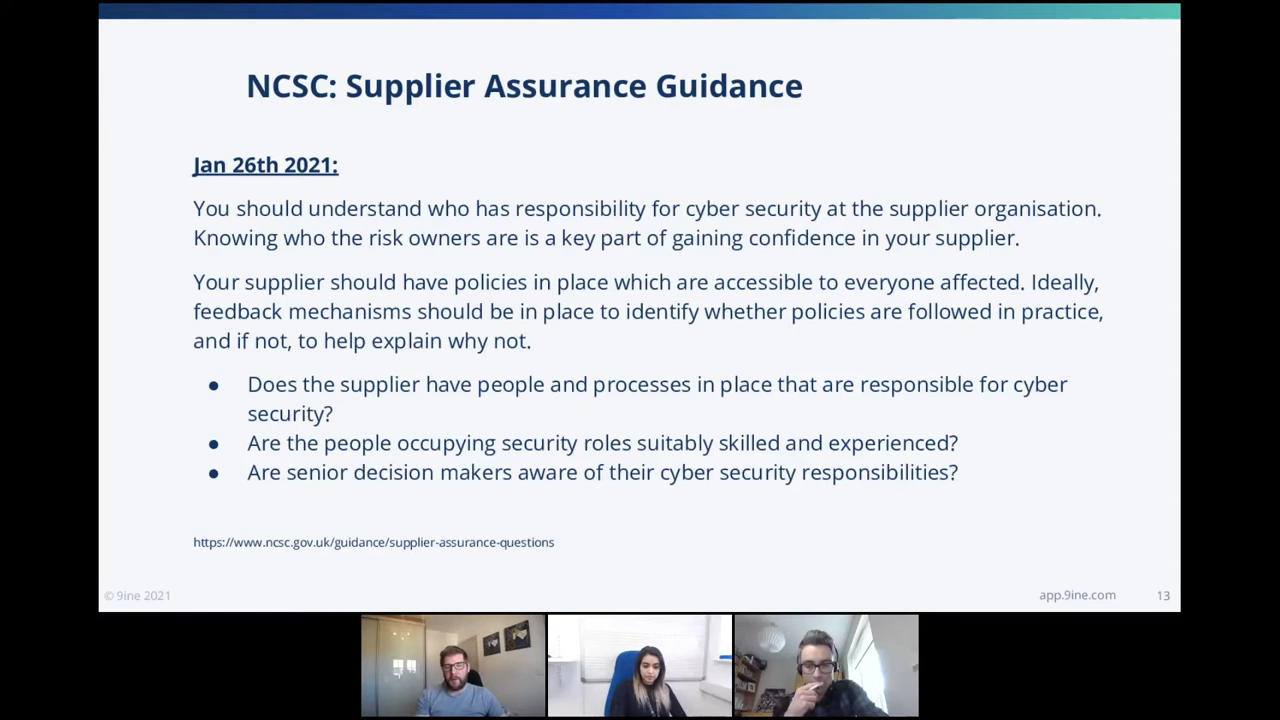 NCSC: Supplier Assurance Guidance
Jan 26th 2021:
You should understand who has responsibility for cyber security at the supplier organisation.
Knowing who the risk owners are is a key part of gaining confidence in your supplier.
Your supplier should have policies in place which are accessible to everyone affected. Ideally,
feedback mechanisms should be in place to identify whether policies are followed in practice,
and if not, to help explain why not.
● Does the supplier have people and processes in place that are responsible for cyber
security?
● Are the people occupying security roles suitably skilled and experienced?
● Are senior decision makers aware of their cyber security responsibilities?
https://www.ncsc.gov.uk/guidance/supplier-assurance-questions
© 9ine 2021
app.9ine.com
13